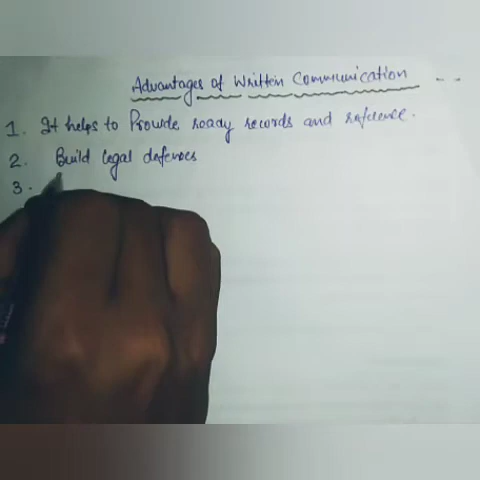 Advantages of Written Communication --
1. It helps to Provide ready records and reference.
2. Build legal defences
3.